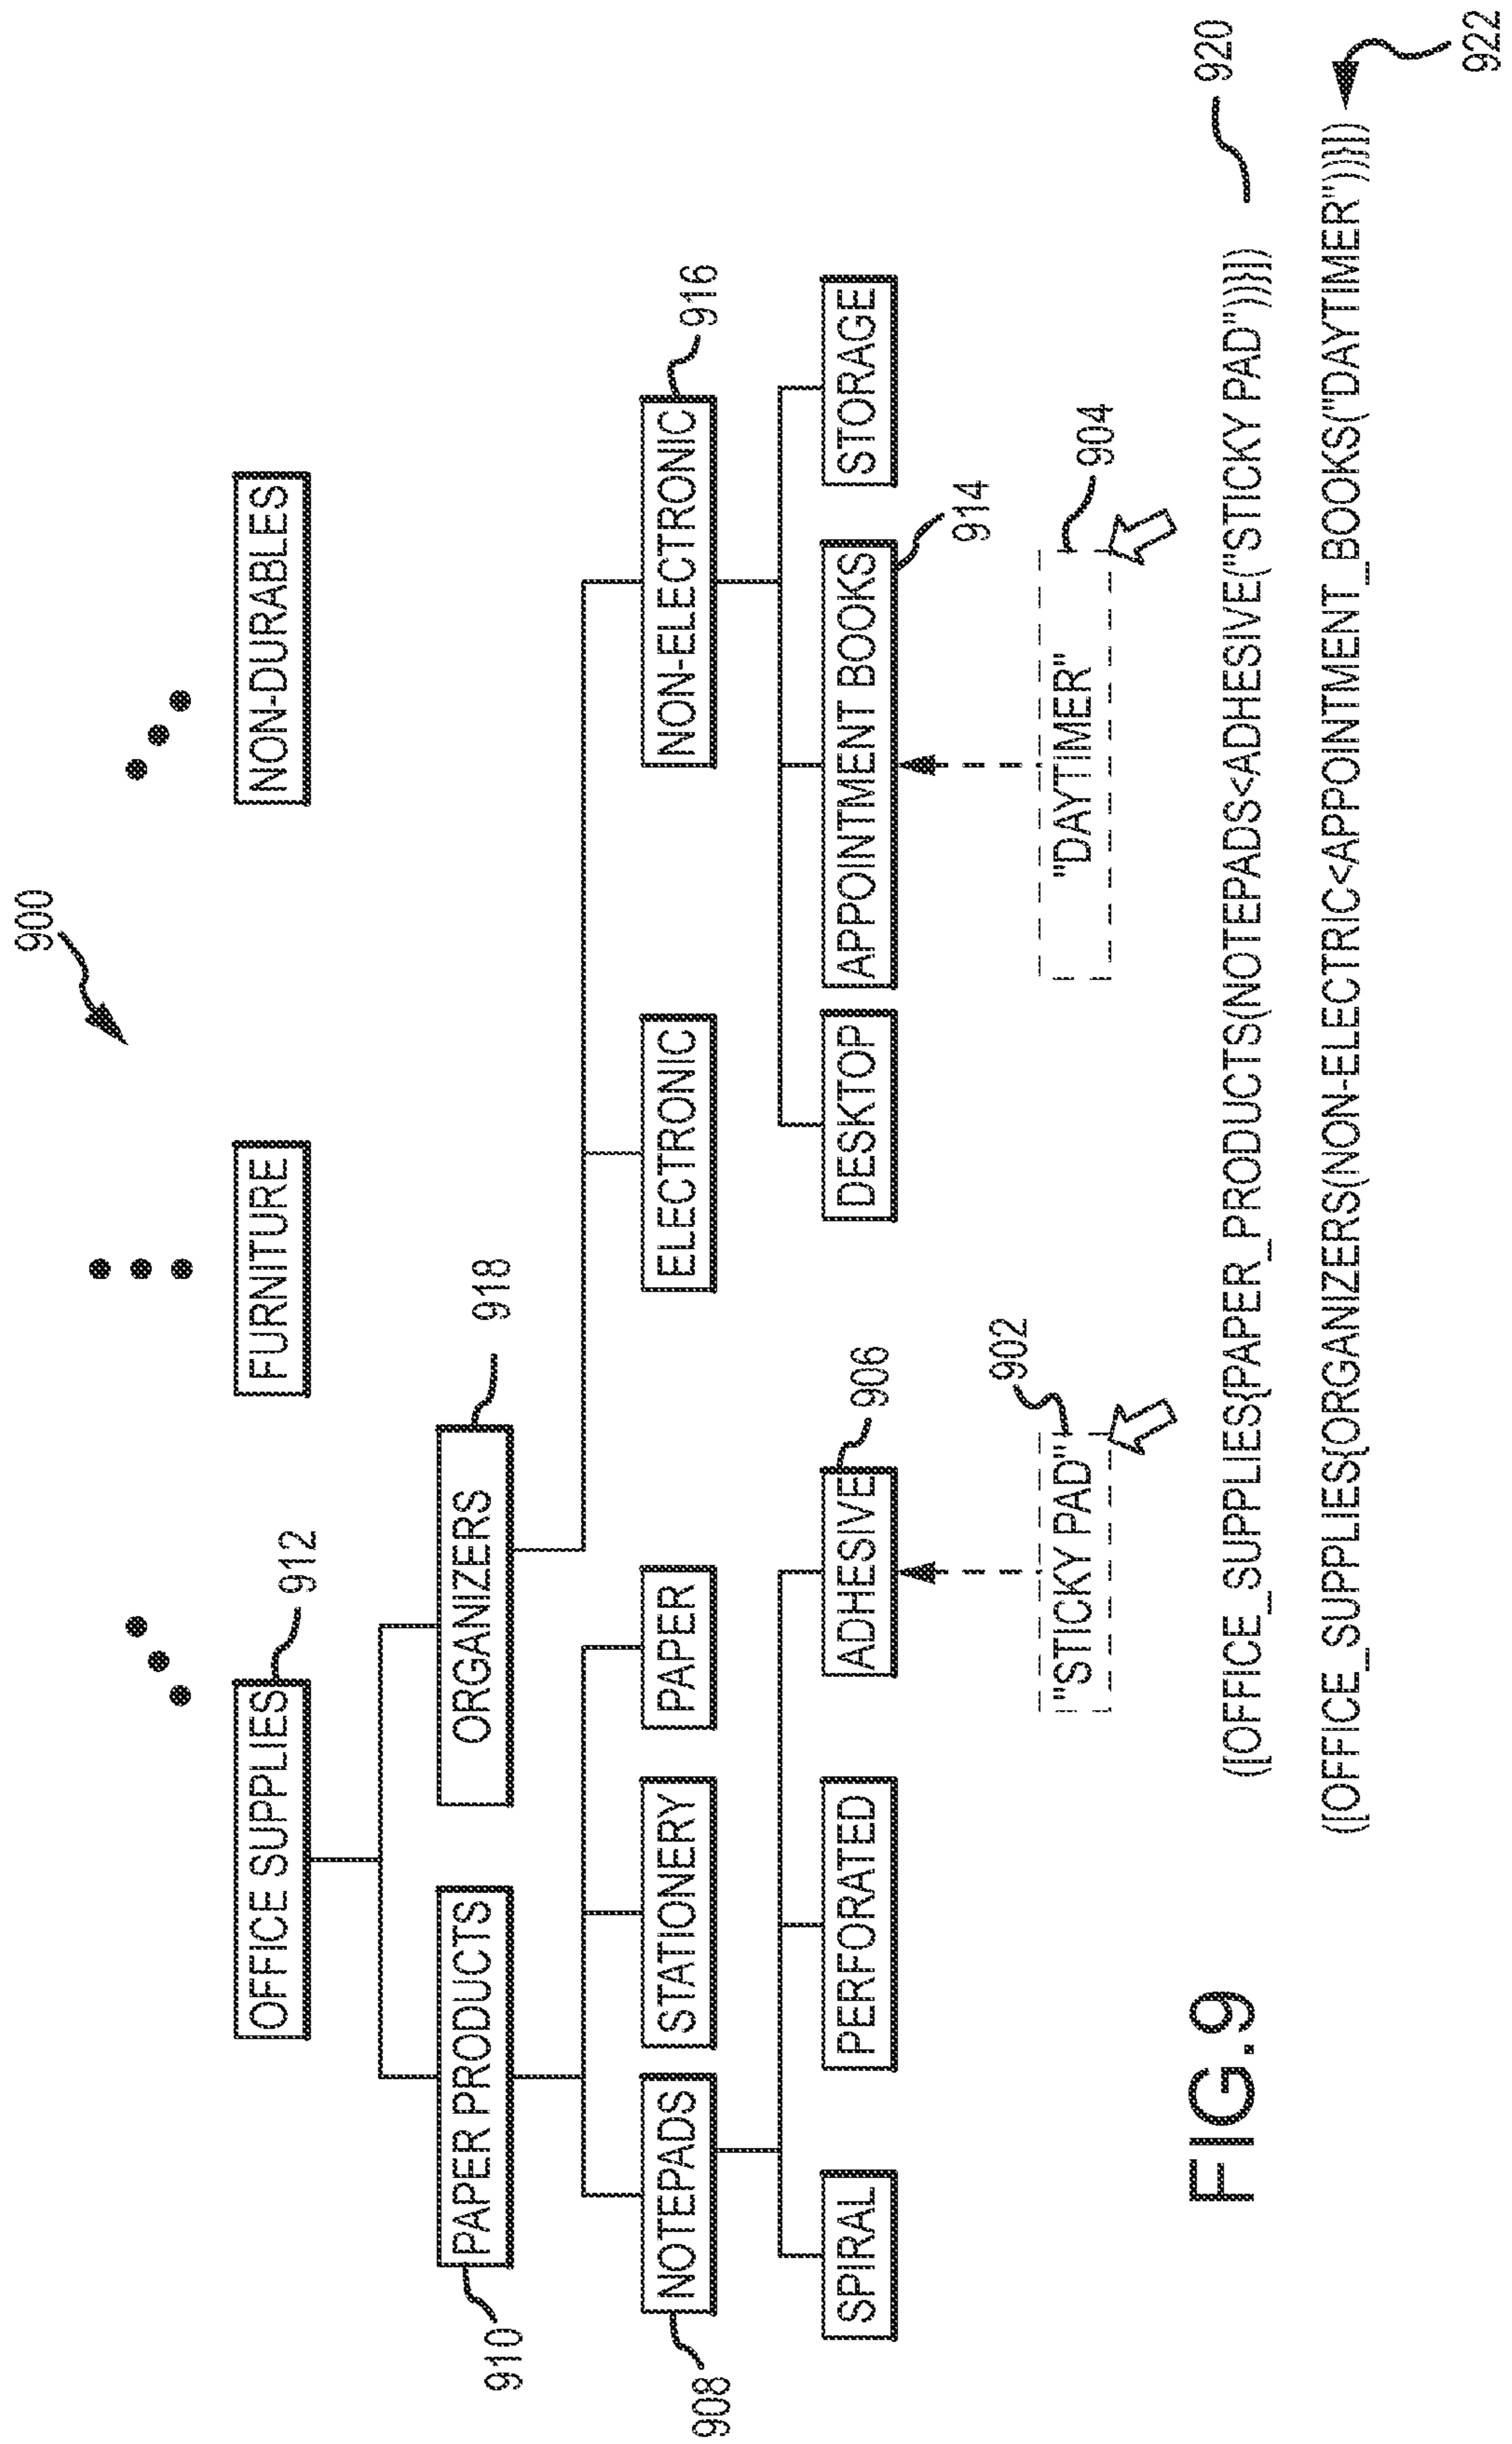 900
OFFICE SUPPLIES
912
FURNITURE
NON-DURABLES
910
PAPER PRODUCTS
ORGANIZERS
918
908
NOTEPADS
STATIONERY
PAPER
ELECTRONIC
NON-ELECTRONIC
916
SPIRAL
PERFORATED
ADHESIVE
906
DESKTOP
APPOINTMENT BOOKS
914
STORAGE
"STICKY PAD"
902
"DAYTIMER"
904
([OFFICE_SUPPLIES{PAPER_PRODUCTS(NOTEPADS<ADHESIVE("STICKY PAD"))}])
920
([OFFICE_SUPPLIES{ORGANIZERS(NON-ELECTRIC<APPOINTMENT_BOOKS("DAYTIMER"))}])
922
FIG.9